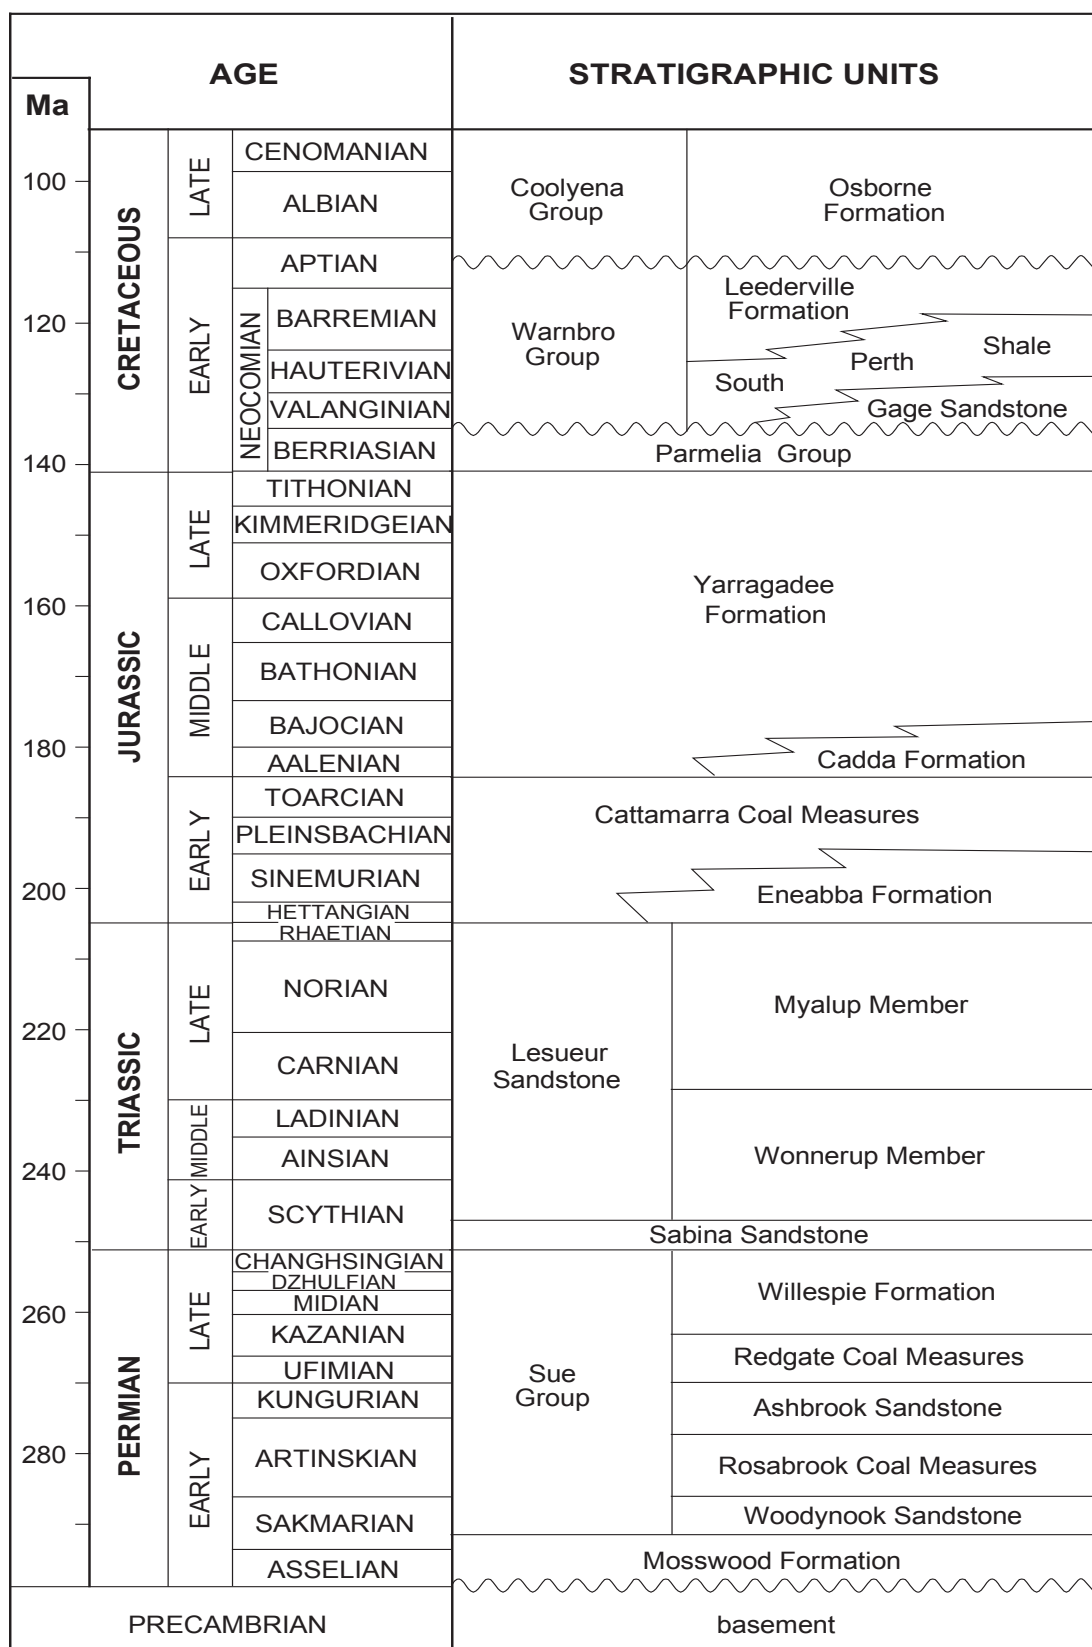 AGE
STRATIGRAPHIC UNITS
Ma
100
120
140
160
180
200
220
240
260
280
CRETACEOUS
LATE
EARLY
NEOCOMIAN
CENOMANIAN
ALBIAN
APTIAN
BARREMIAN
HAUTERIVIAN
VALANGINIAN
BERRIASIAN
JURASSIC
LATE
MIDDLE
EARLY
TITHONIAN
KIMMERIDGEIAN
OXFORDIAN
CALLOVIAN
BATHONIAN
BAJOCIAN
AALENIAN
TOARCIAN
PLEINSBACHIAN
SINEMURIAN
HETTANGIAN
TRIASSIC
LATE
MIDDLE
EARLY
RHAETIAN
NORIAN
CARNIAN
LADINIAN
AINSIAN
SCYTHIAN
PERMIAN
LATE
EARLY
CHANGHSINGIAN
DZHULFIAN
MIDIAN
KAZANIAN
UFIMIAN
KUNGURIAN
ARTINSKIAN
SAKMARIAN
ASSELIAN
PRECAMBRIAN
Coolyena
Group
Osborne
Formation
Warnbro
Group
Leederville
Formation
South Perth Shale
Gage Sandstone
Parmelia Group
Yarragadee
Formation
Cadda Formation
Cattamarra Coal Measures
Eneabba Formation
Lesueur
Sandstone
Myalup Member
Wonnerup Member
Sabina Sandstone
Sue
Group
Willespie Formation
Redgate Coal Measures
Ashbrook Sandstone
Rosabrook Coal Measures
Woodynook Sandstone
Mosswood Formation
basement